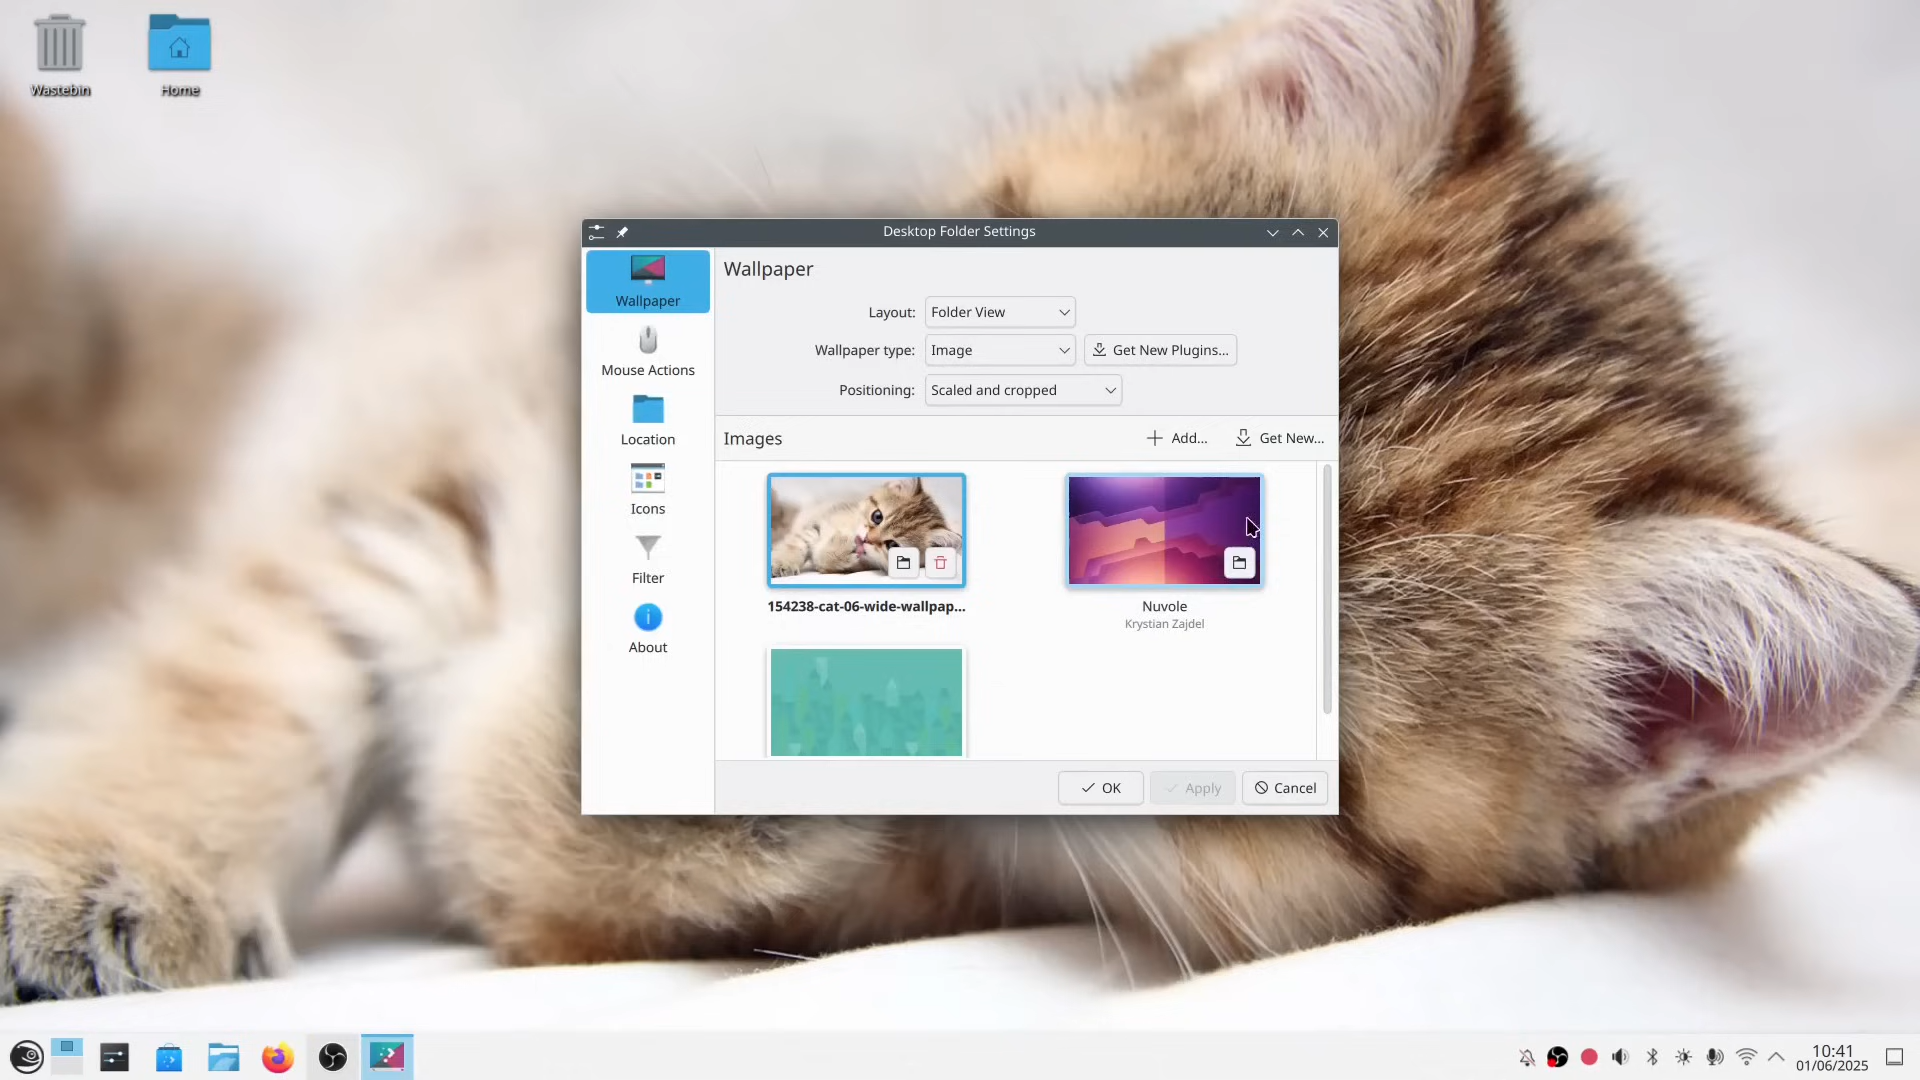 Wastebin
Home
Desktop Folder Settings
Wallpaper
Mouse Actions
Location
Icons
Filter
About
Wallpaper
Layout: Folder View
Wallpaper type: Image Get New Plugins...
Positioning: Scaled and cropped
Images Add... Get New...
154238-cat-06-wide-wallpap...
Nuvole
Krystian Zajdel
OK Apply Cancel
10:41
01/06/2025